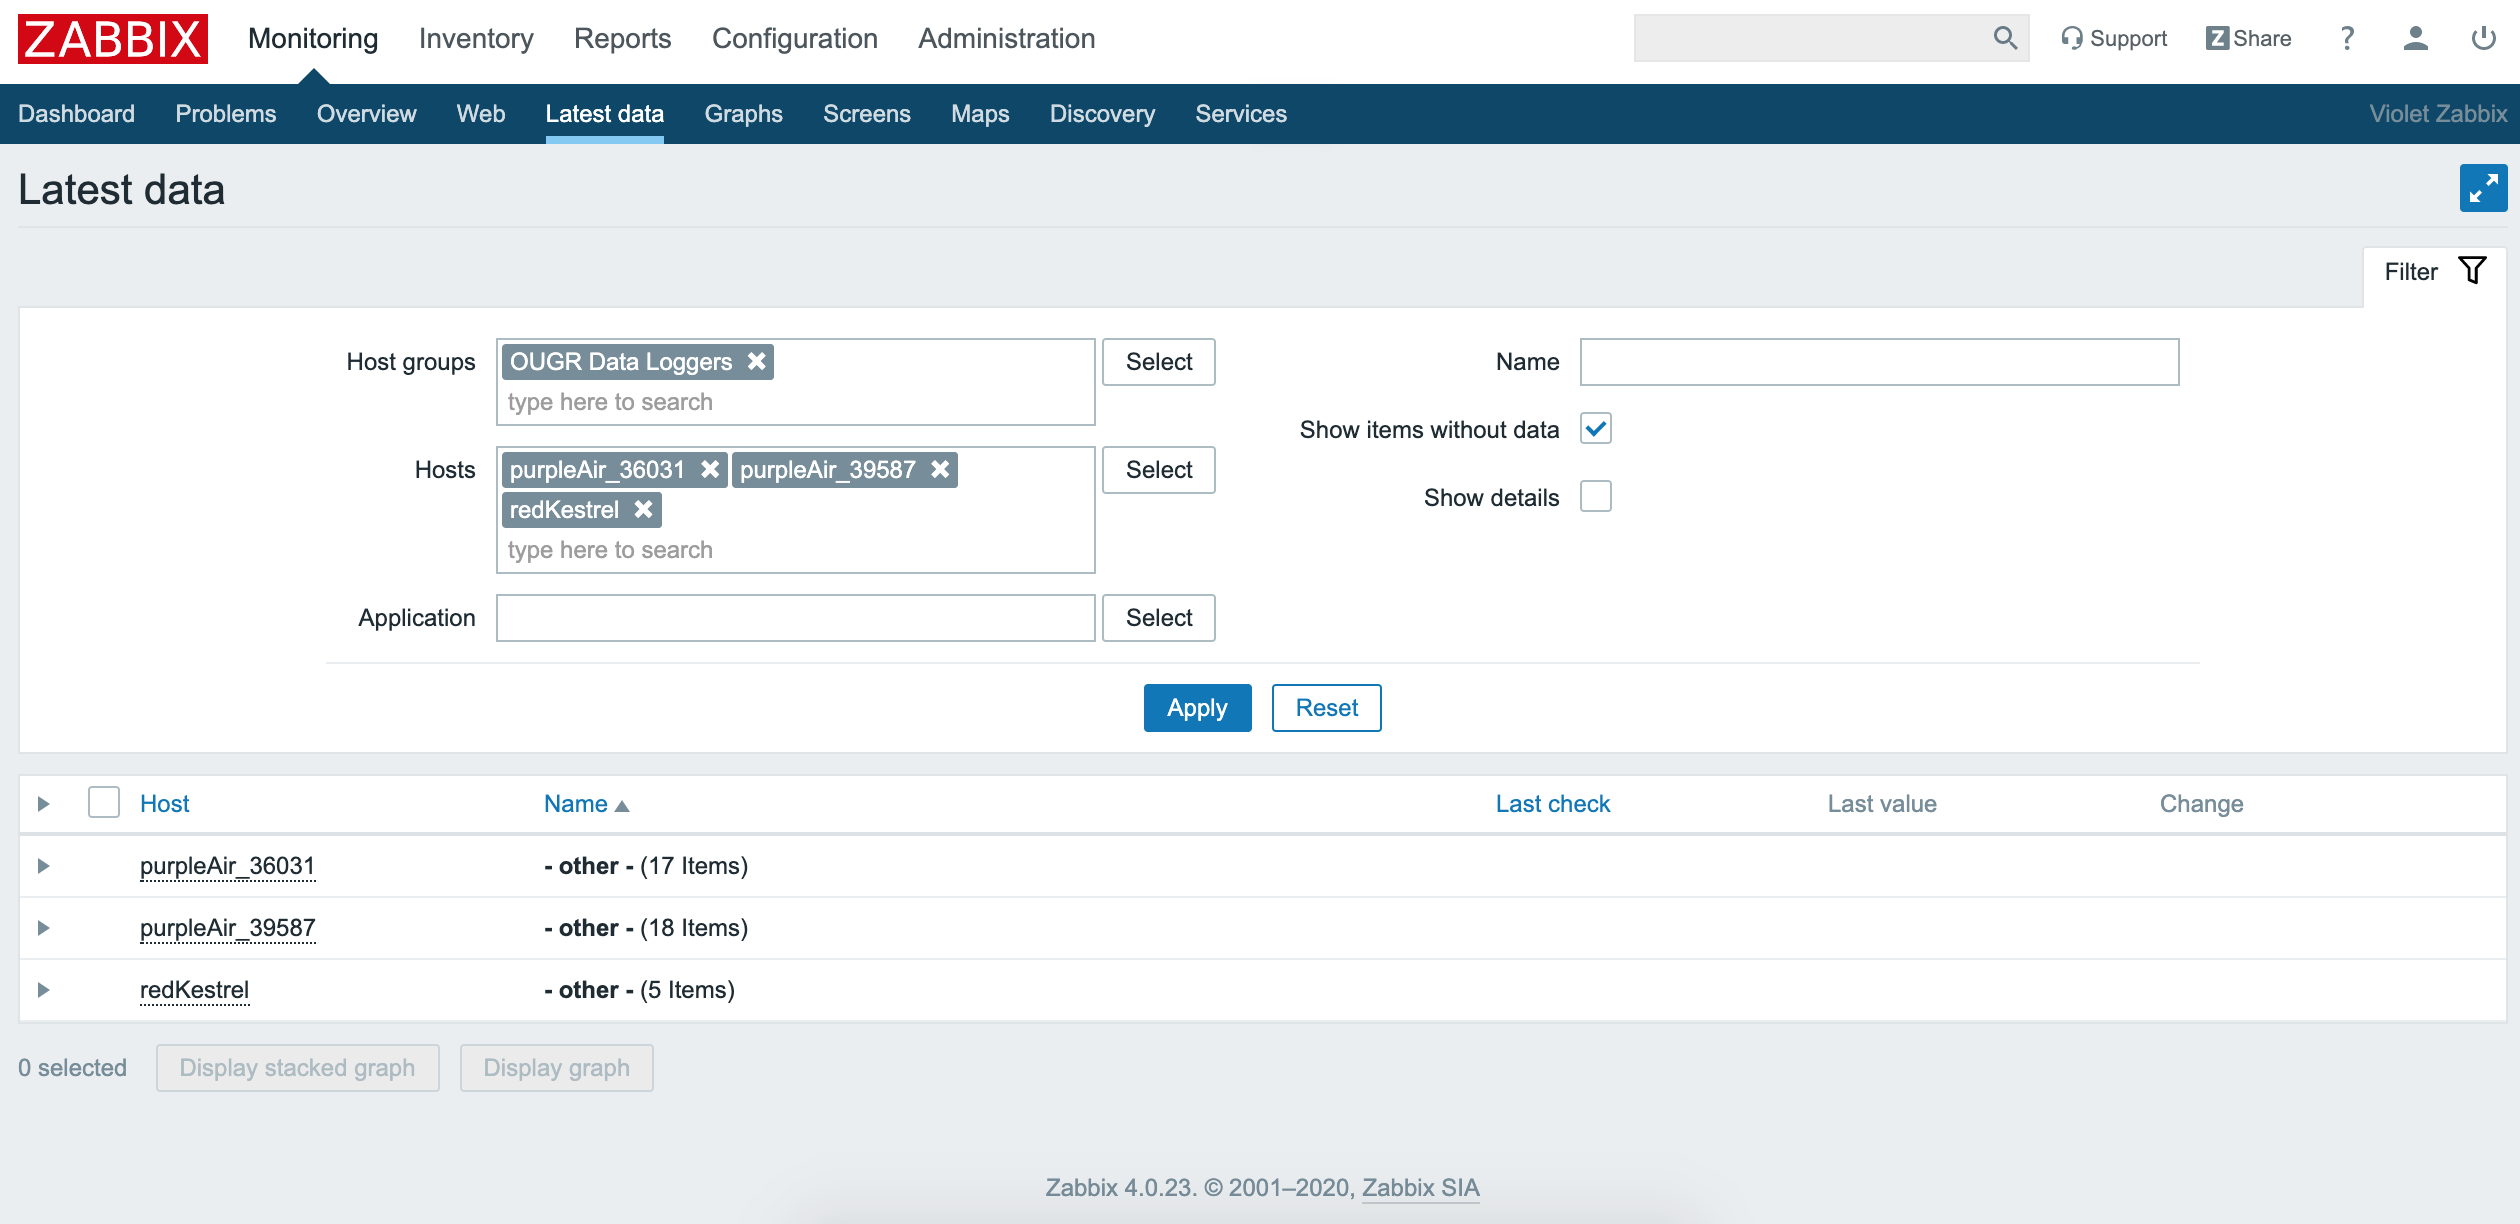 ZABBIX Monitoring Inventory Reports Configuration Administration Support Z Share ?
Dashboard Problems Overview Web Latest data Graphs Screens Maps Discovery Services Violet Zabbix
Latest data
Filter
Host groups OUGR Data Loggers Select Name
type here to search
Show items without data
Hosts purpleAir_36031 purpleAir_39587 Select
Show details
redKestrel
type here to search
Application Select
Apply Reset
Host Name Last check Last value Change
purpleAir_36031 - other - (17 Items)
purpleAir_39587 - other - (18 Items)
redKestrel - other - (5 Items)
0 selected Display stacked graph Display graph
Zabbix 4.0.23. © 2001–2020, Zabbix SIA